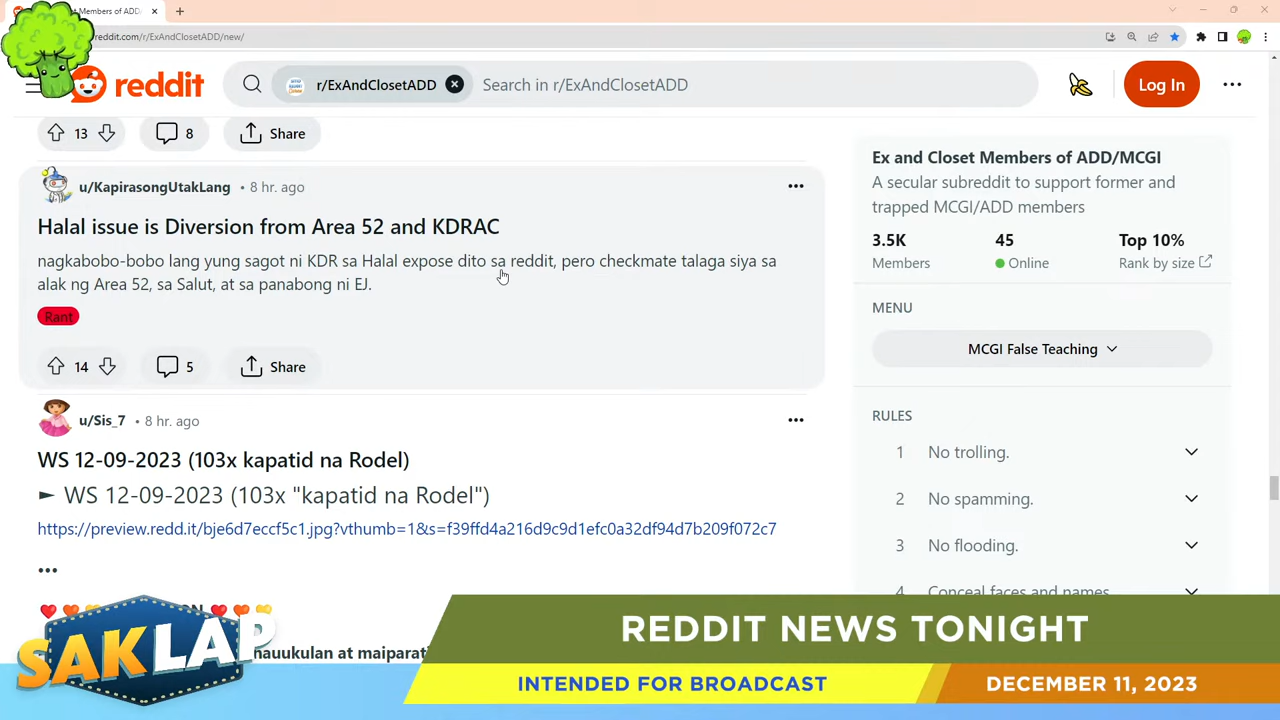 Members of ADD/
reddit.com/r/ExAndClosetADD/new/
reddit
r/ExAndClosetADD
Search in r/ExAndClosetADD
Log In
13
8
Share
u/KapirasongUtakLang • 8 hr. ago
Halal issue is Diversion from Area 52 and KDRAC
nagkabobo-bobo lang yung sagot ni KDR sa Halal expose dito sa reddit, pero checkmate talaga siya sa
alak ng Area 52, sa Salut, at sa panabong ni EJ.
Rant
14
5
Share
u/Sis_7 • 8 hr. ago
WS 12-09-2023 (103x kapatid na Rodel)
► WS 12-09-2023 (103x "kapatid na Rodel")
https://preview.redd.it/bje6d7eccf5c1.jpg?vthumb=1&s=f39ffd4a216d9c9d1efc0a32df94d7b209f072c7
Ex and Closet Members of ADD/MCGI
A secular subreddit to support former and
trapped MCGI/ADD members
3.5K
45
Top 10%
Members
Online
Rank by size
MENU
MCGI False Teaching
RULES
1 No trolling.
2 No spamming.
3 No flooding.
4 Conceal faces and names
SAKLAP
REDDIT NEWS TONIGHT
INTENDED FOR BROADCAST
DECEMBER 11, 2023